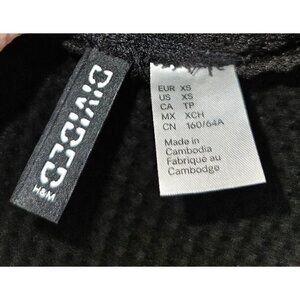 DIVIDED
H&M
EUR XS
US XS
CA TP
MX XCH
CN 160/64A
Made in
Cambodia
Fabriqué au
Cambodge